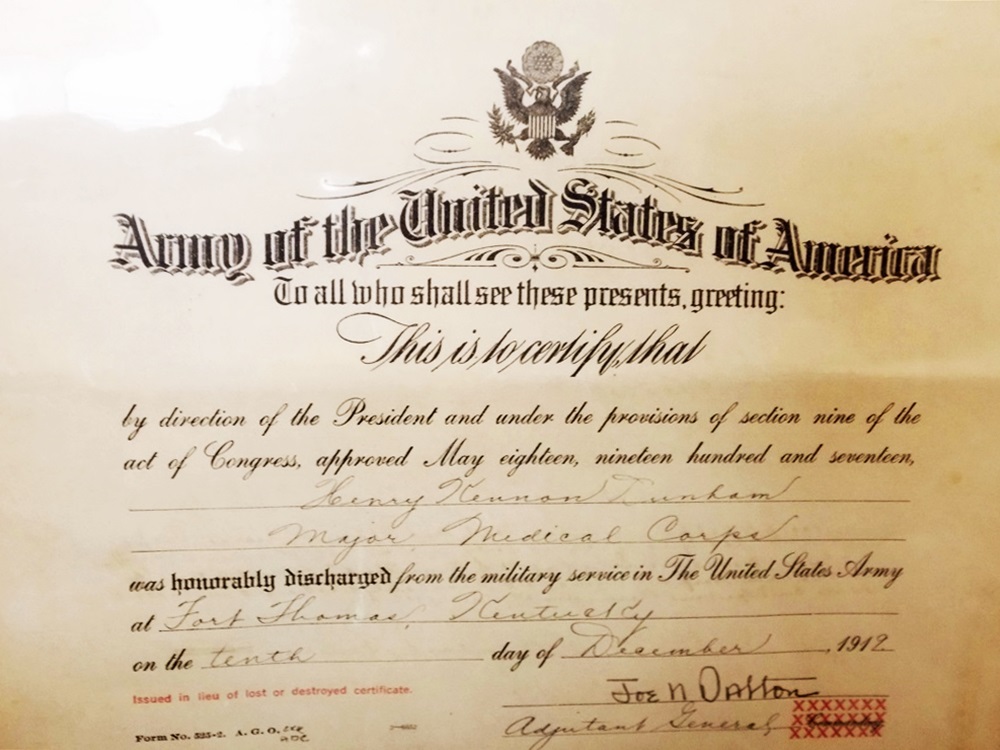 Army of the United States of America
To all who shall see these presents, greeting:
This is to certify, that
by direction of the President and under the provisions of section nine of the
act of Congress, approved May eighteen, nineteen hundred and seventeen,
Henry Kennon Dunham
Major, Medical Corps
was honorably discharged from the military service in The United States Army
at Fort Thomas, Kentucky
on the tenth day of December, 1912
Issued in lieu of lost or destroyed certificate.
Joe N. Dalton
Adjutant General
Form No. 525-2. A. G. O.